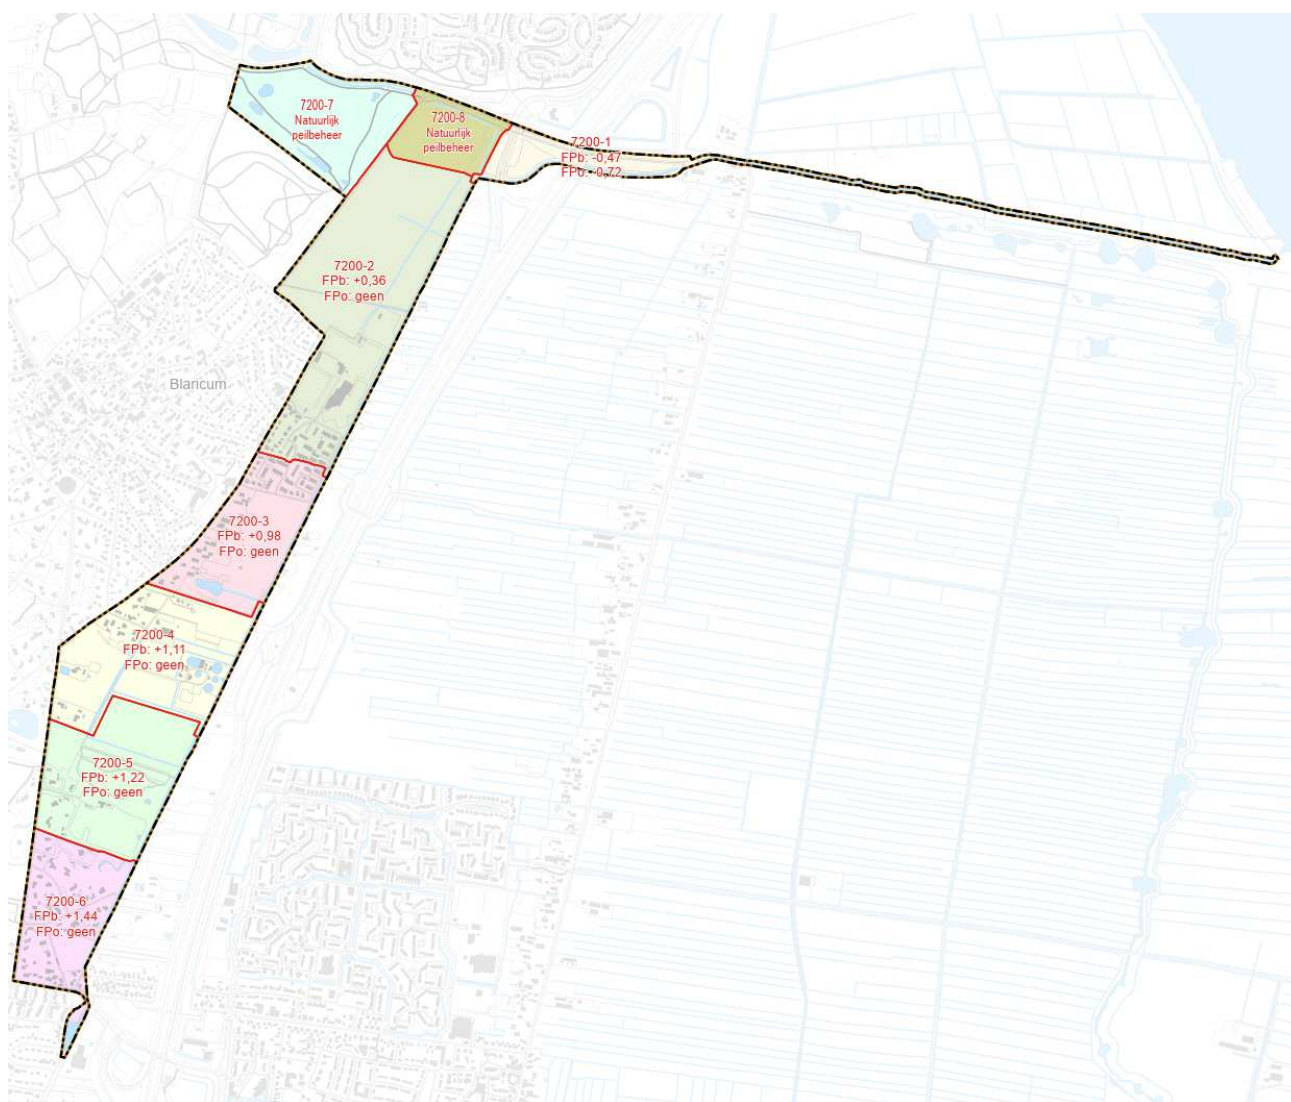 7200-7
Natuurlijk
peilbeheer
7200-8
Natuurlijk
peilbeheer
7200-1
FPb: -0,47
FPo: -0,72
7200-2
FPb: +0,36
FPo: geen
Blaricum
7200-3
FPb: +0,98
FPo: geen
7200-4
FPb: +1,11
FPo: geen
7200-5
FPb: +1,22
FPo: geen
7200-6
FPb: +1,44
FPo: geen